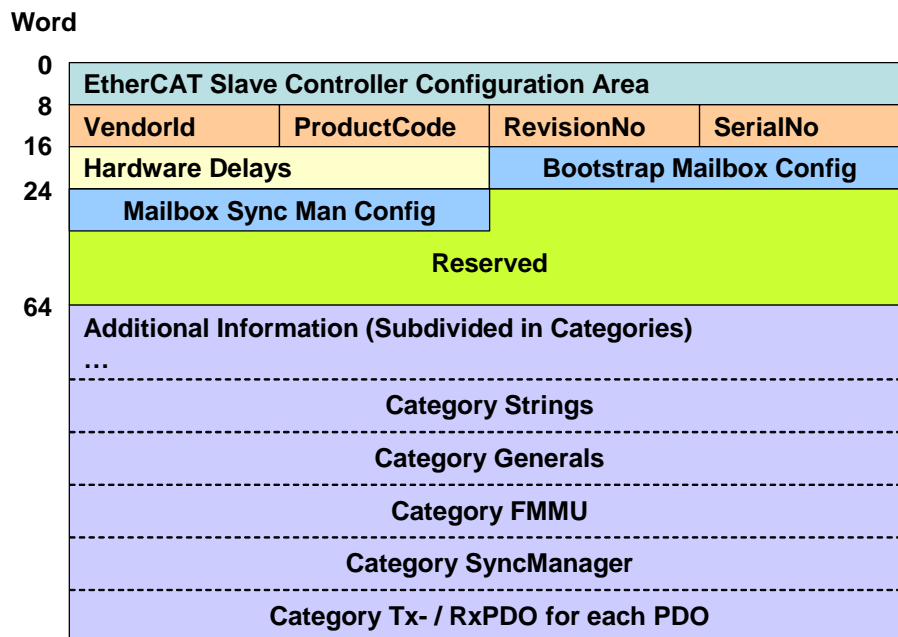 Word
0
EtherCAT Slave Controller Configuration Area
8
VendorId ProductCode RevisionNo SerialNo
16
Hardware Delays Bootstrap Mailbox Config
24
Mailbox Sync Man Config
Reserved
64
Additional Information (Subdivided in Categories)
…
Category Strings
Category Generals
Category FMMU
Category SyncManager
Category Tx- / RxPDO for each PDO